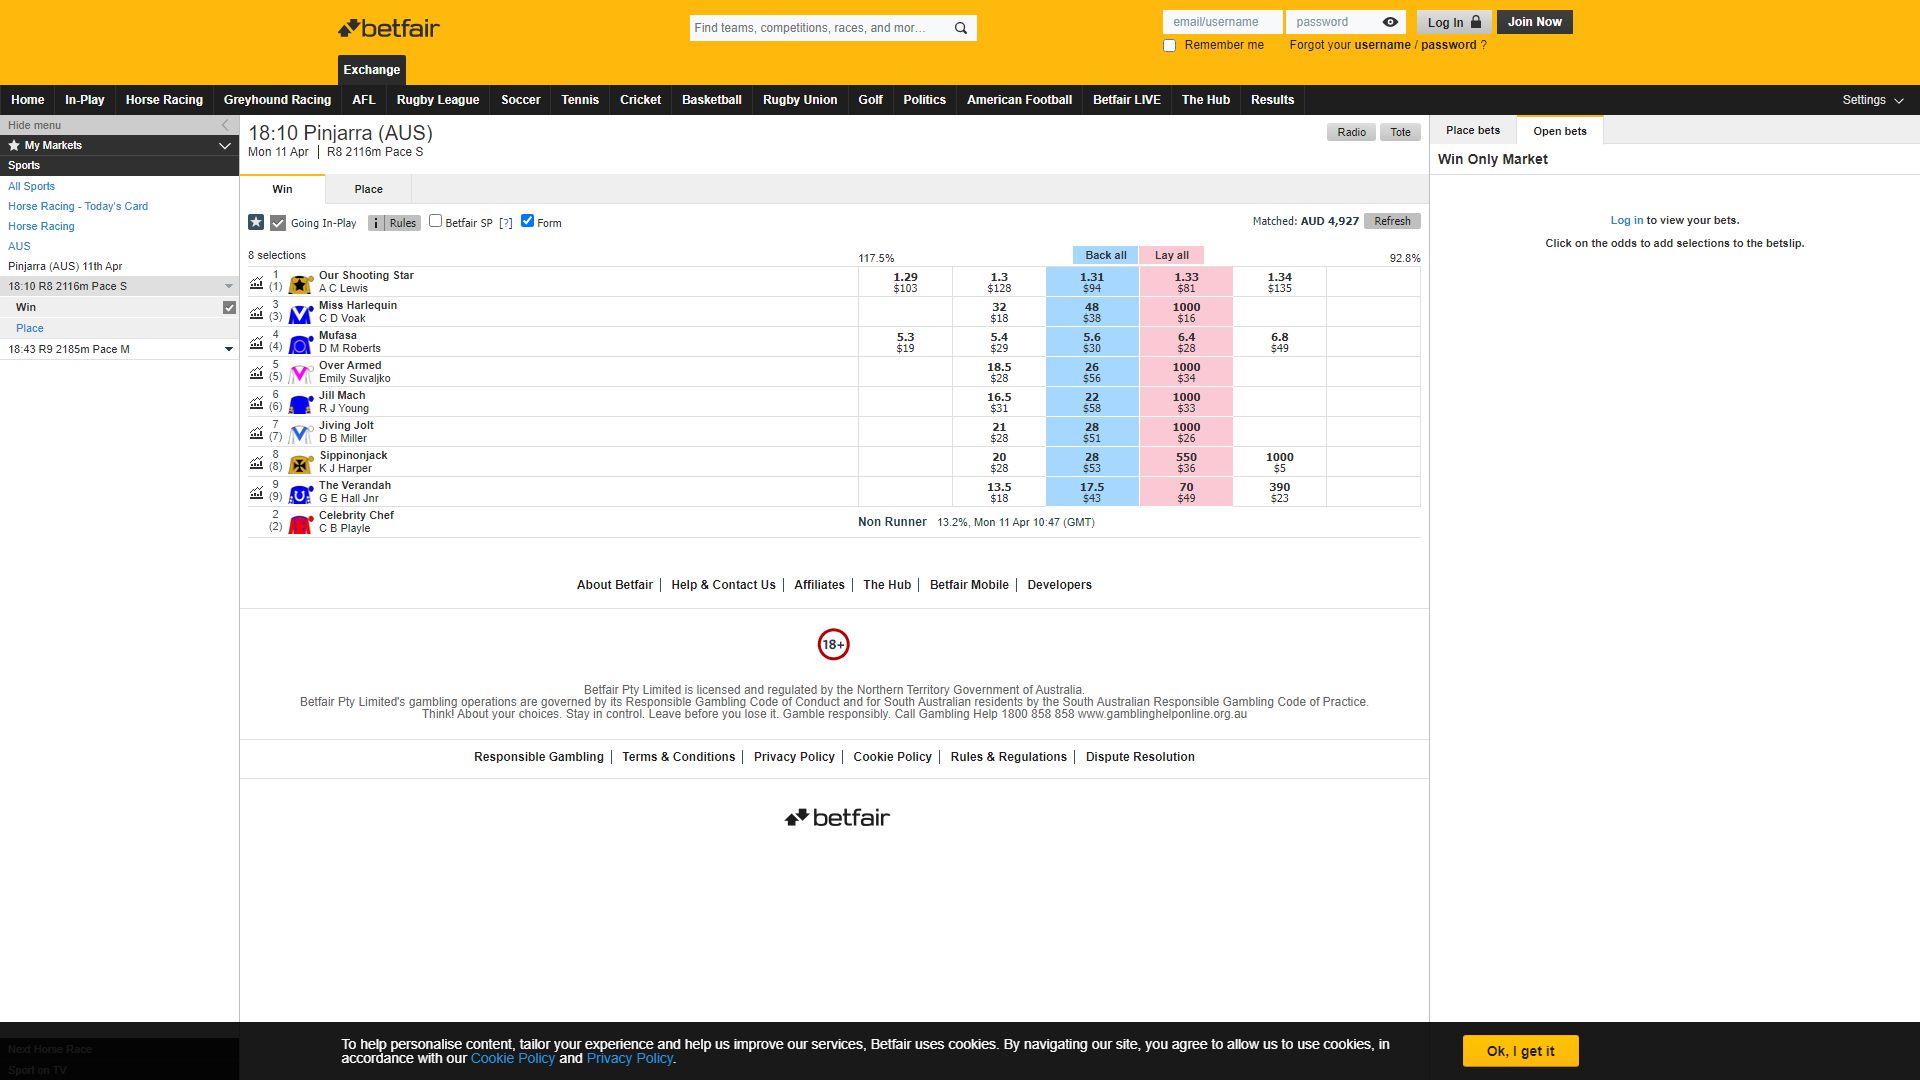 betfair
Find teams, competitions, races, and mor...
email/username
password
Log In
Join Now
Remember me
Forgot your username / password ?
Exchange
Home In-Play Horse Racing Greyhound Racing AFL Rugby League Soccer Tennis Cricket Basketball Rugby Union Golf Politics American Football Betfair LIVE The Hub Results Settings
Hide menu
My Markets
Sports
All Sports
Horse Racing - Today's Card
Horse Racing
AUS
Pinjarra (AUS) 11th Apr
18:10 R8 2116m Pace S
Win
Place
18:43 R9 2185m Pace M
Next Horse Race
Sport on TV
18:10 Pinjarra (AUS)
Mon 11 Apr | R8 2116m Pace S
Radio Tote
Win Place
Going In-Play i Rules Betfair SP [?] Form
Matched: AUD 4,927 Refresh
8 selections 117.5% Back all Lay all 92.8%
1 Our Shooting Star 1.29 1.3 1.31 1.33 1.34
(1) A C Lewis $103 $128 $94 $81 $135
3 Miss Harlequin 32 48 1000
(3) C D Voak $18 $38 $16
4 Mufasa 5.3 5.4 5.6 6.4 6.8
(4) D M Roberts $19 $29 $30 $28 $49
5 Over Armed 18.5 26 1000
(5) Emily Suvaljko $28 $56 $34
6 Jill Mach 16.5 22 1000
(6) R J Young $31 $58 $33
7 Jiving Jolt 21 28 1000
(7) D B Miller $28 $51 $26
8 Sippinonjack 20 28 550 1000
(8) K J Harper $28 $53 $36 $5
9 The Verandah 13.5 17.5 70 390
(9) G E Hall Jnr $18 $43 $49 $23
2 Celebrity Chef
(2) C B Playle
Non Runner 13.2%, Mon 11 Apr 10:47 (GMT)
About Betfair | Help & Contact Us | Affiliates | The Hub | Betfair Mobile | Developers
18+
Betfair Pty Limited is licensed and regulated by the Northern Territory Government of Australia.
Betfair Pty Limited's gambling operations are governed by its Responsible Gambling Code of Conduct and for South Australian residents by the South Australian Responsible Gambling Code of Practice.
Think! About your choices. Stay in control. Leave before you lose it. Gamble responsibly. Call Gambling Help 1800 858 858 www.gamblinghelponline.org.au
Responsible Gambling | Terms & Conditions | Privacy Policy | Cookie Policy | Rules & Regulations | Dispute Resolution
betfair
Place bets Open bets
Win Only Market
Log in to view your bets.
Click on the odds to add selections to the betslip.
To help personalise content, tailor your experience and help us improve our services, Betfair uses cookies. By navigating our site, you agree to allow us to use cookies, in
accordance with our Cookie Policy and Privacy Policy.
Ok, I get it